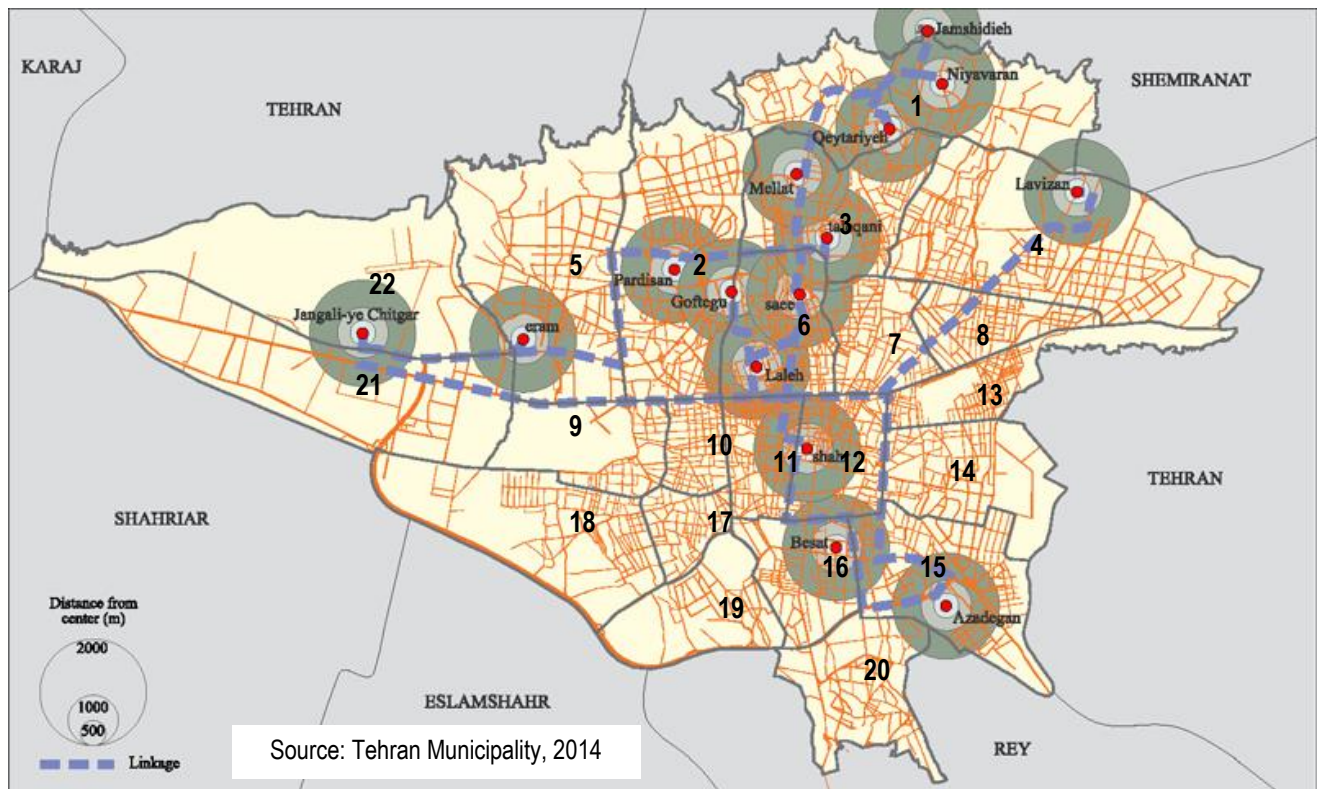 Jamshidieh
KARAJ
Niyavaran
SHEMIRANAT
TEHRAN
1
Qeytariyeh
Mellat
Lavizan
3
4
5
2
Pardisan
22
Goftegu
saee
Jangali-ye Chitgar
eram
6
7
8
21
Laleh
13
9
10
11
12
14
TEHRAN
SHAHRIAR
18
17
Besat
16
15
Distance from
center (m)
19
Azadegan
2000
20
1000
500
ESLAMSHAHR
REY
Linkage
Source: Tehran Municipality, 2014